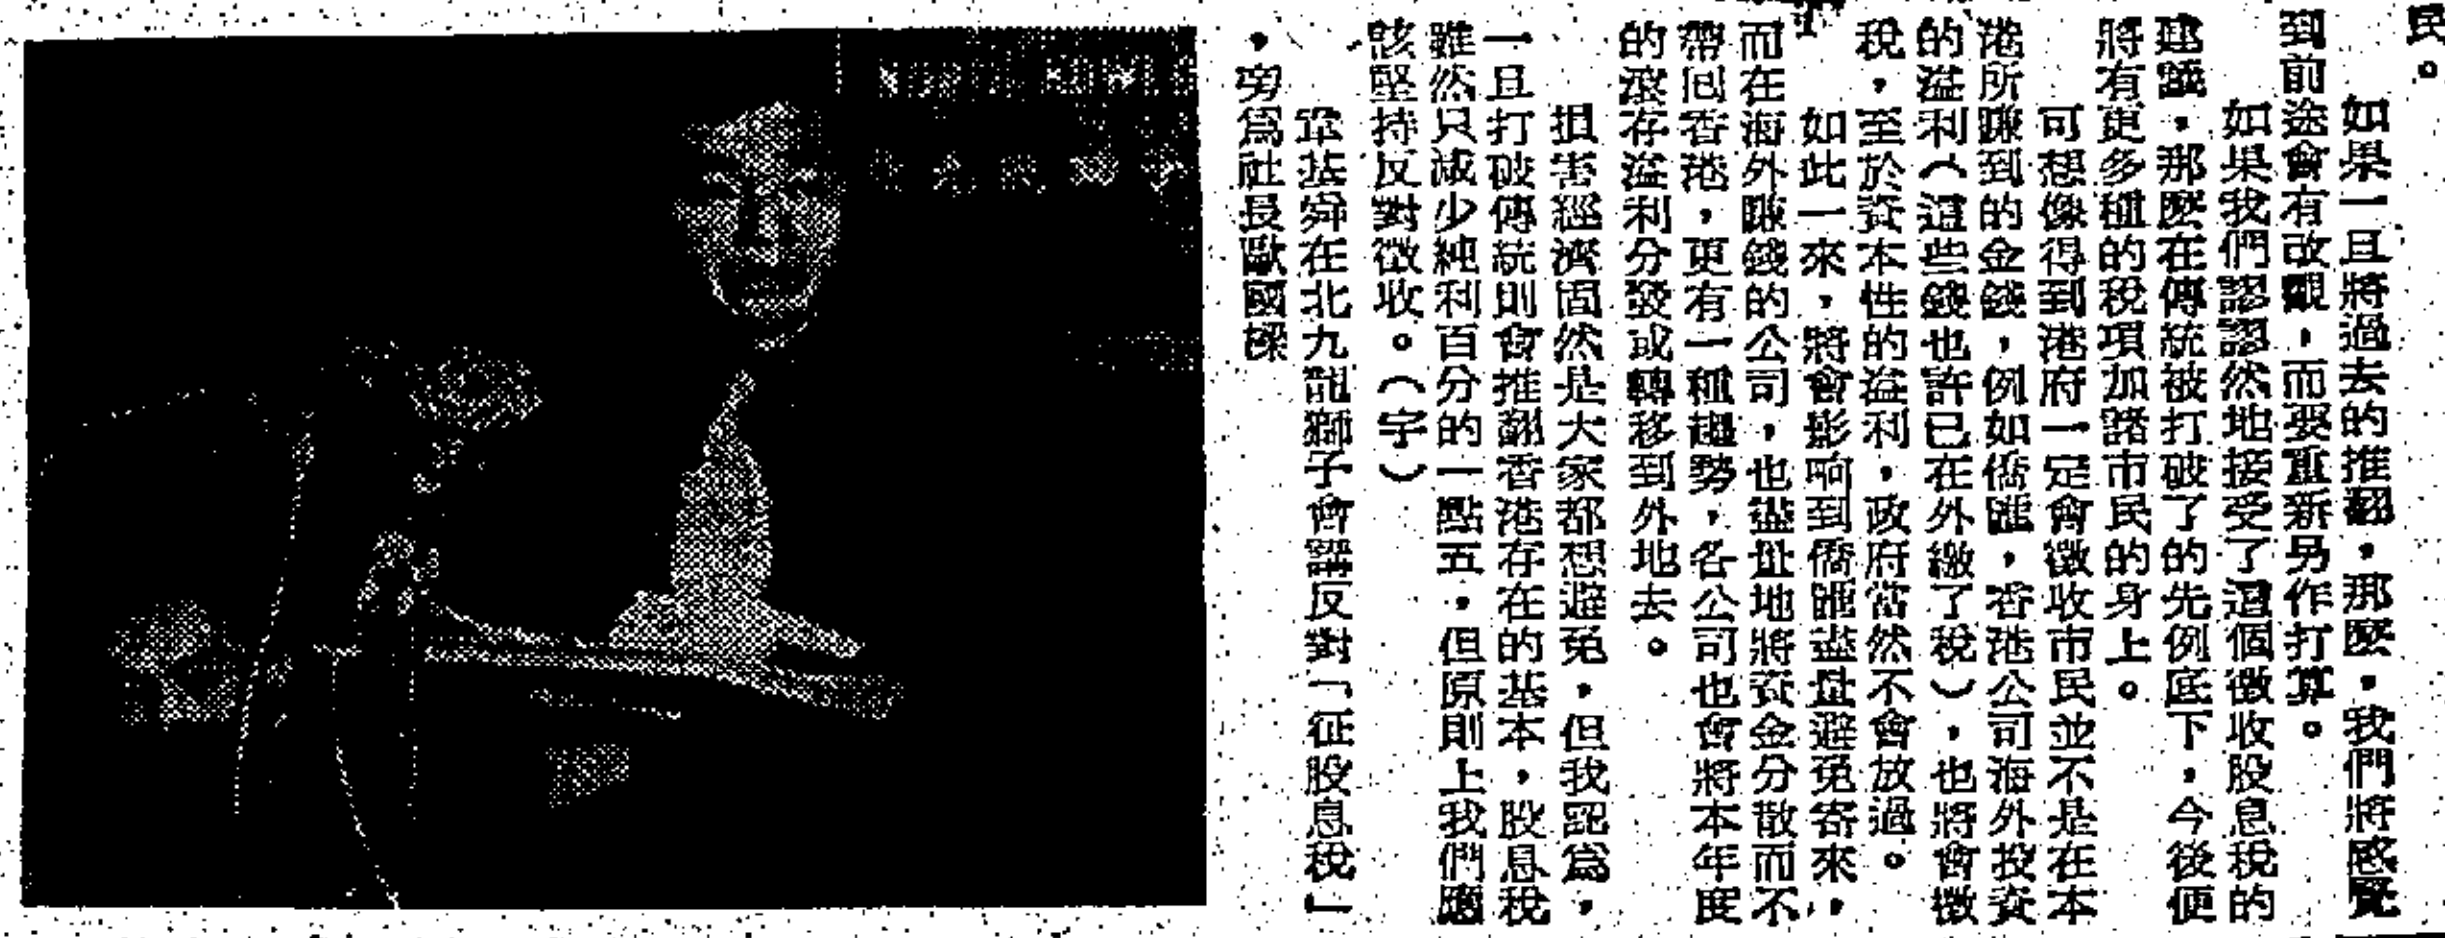 民。
如果一旦將過去的推翻，那麼，我們將感覺
到前途會有改觀，而要重新另作打算。
如果我們謬謬然地接受了這個徵收股息稅的
建議，那麼在傳統被打破了的先例底下，今後便
將有更多種的稅項加諸市民的身上。
可想像得到港府一定會徵收市民並不是在本
港所賺到的金錢，例如僑匯，香港公司海外投資
的溢利（這些錢也許已在外繳了稅），也將會徵
稅，至於資本性的溢利，政府當然不會放過。
如此一來，將會影响到僑匯盡量避免寄來，
而在海外賺錢的公司，也盡量地將資金分散而不
帶回香港，更有一種趨勢，各公司也會將本年度
的滾存溢利分發或轉移到外地去。
損害經濟固然是大家都想避免，但我認爲，
一旦打破傳統則會推翻香港存在的基本，股息稅
雖然只減少純利百分的一點五，但原則上我們應
該堅持反對徵收。（宇）
韋基舜在北九龍獅子會講反對「征股息稅」
，旁爲社長歐國樑